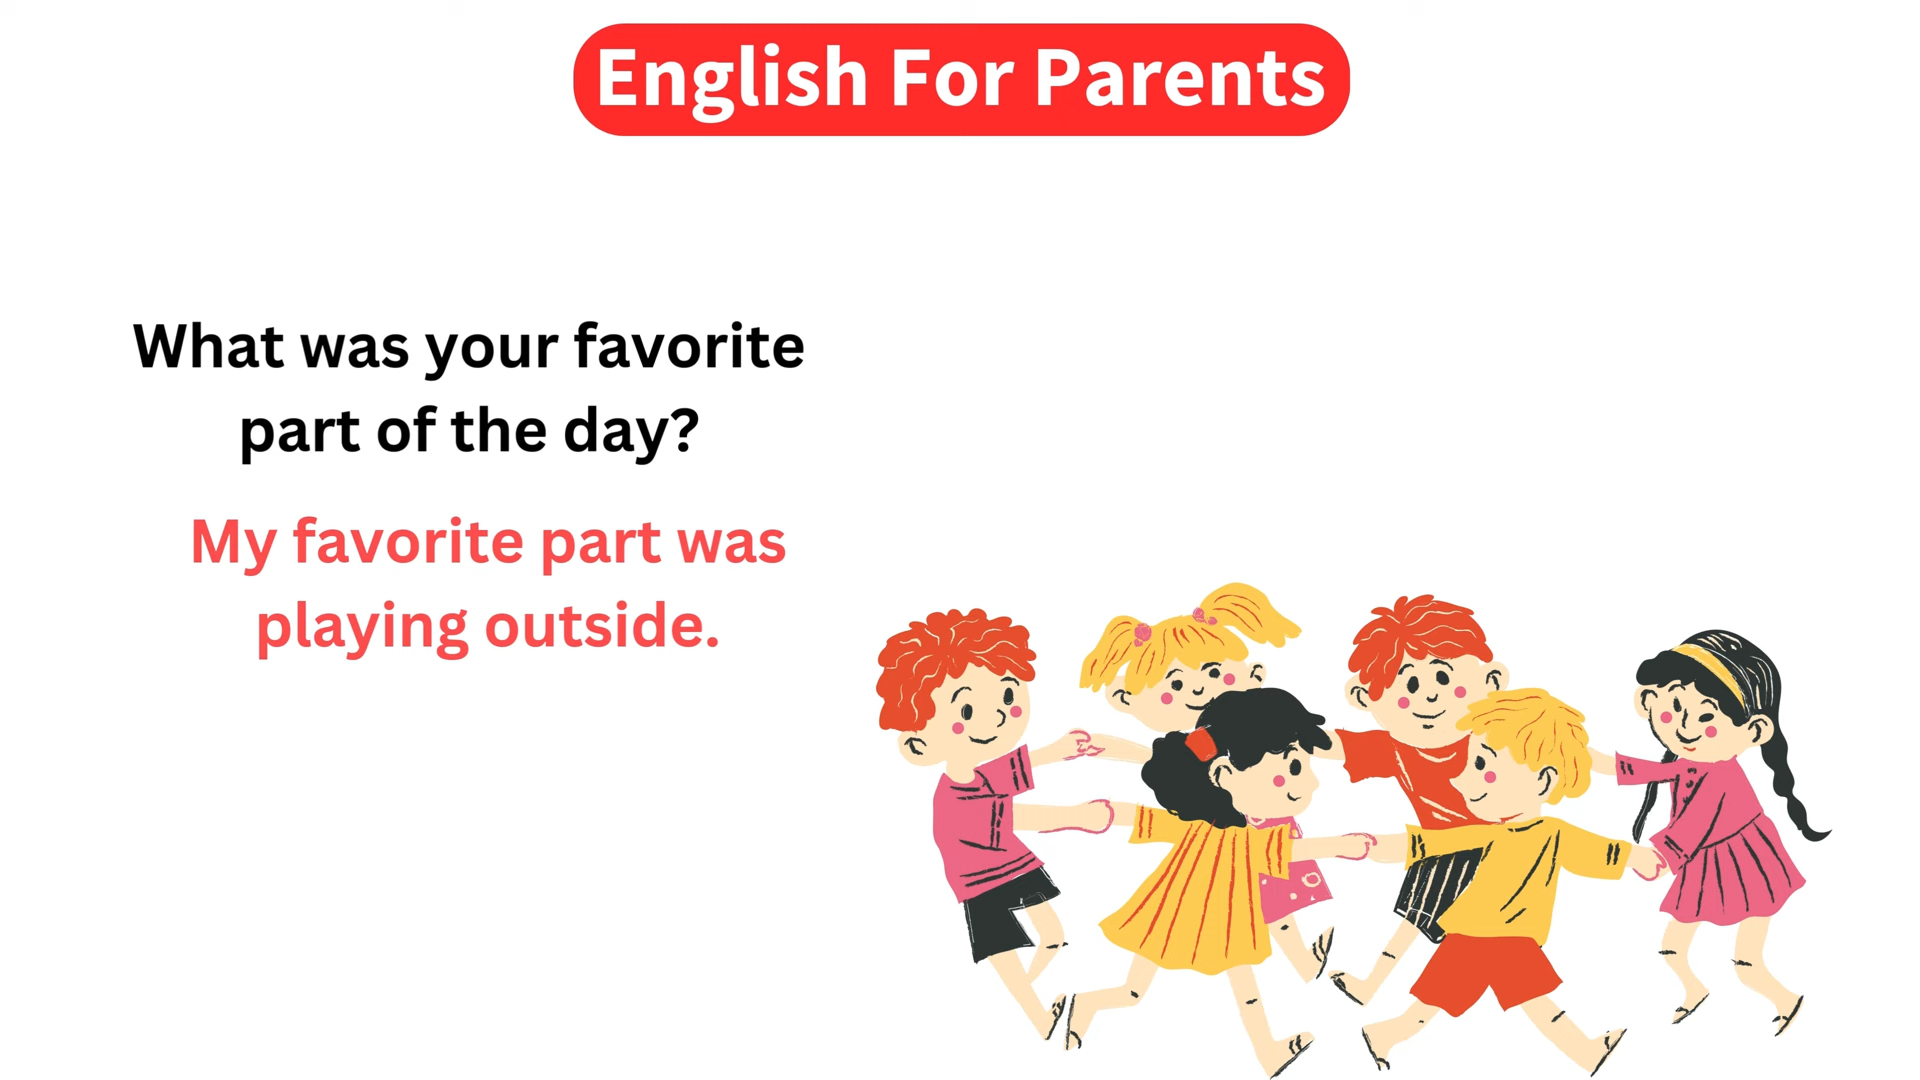 English For Parents
What was your favorite
part of the day?
My favorite part was
playing outside.